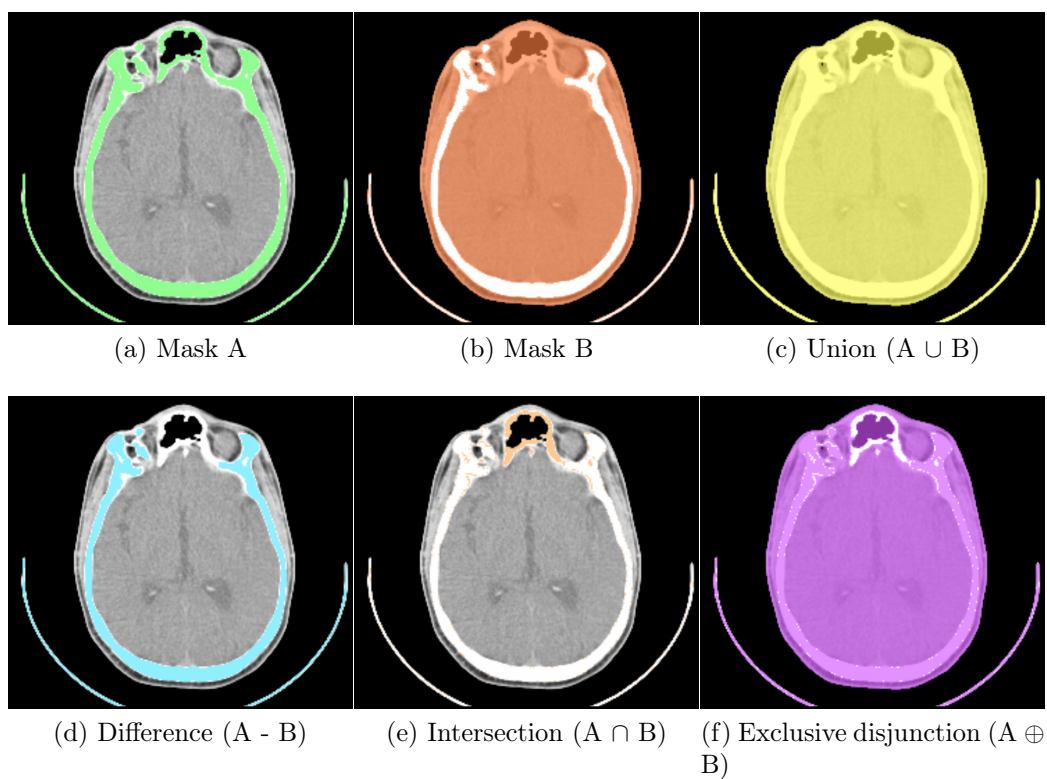 (a) Mask A
(b) Mask B
(c) Union (A ∪ B)
(d) Difference (A - B)
(e) Intersection (A ∩ B)
(f) Exclusive disjunction (A ⊕
B)